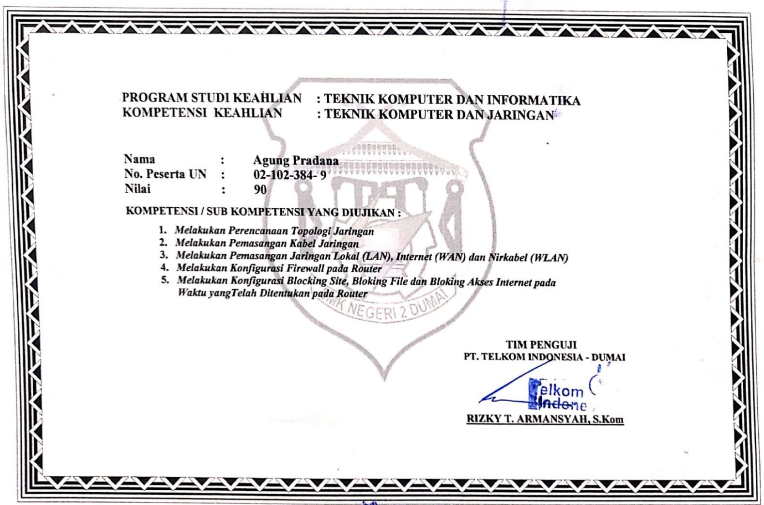 PROGRAM STUDI KEAHLIAN : TEKNIK KOMPUTER DAN INFORMATIKA
KOMPETENSI KEAHLIAN : TEKNIK KOMPUTER DAN JARINGAN
Nama : Agung Pradana
No. Peserta UN : 02-102-384- 9
Nilai : 90
KOMPETENSI / SUB KOMPETENSI YANG DIUJIKAN :
1. Melakukan Perencanaan Topologi Jaringan
2. Melakukan Pemasangan Kabel Jaringan
3. Melakukan Pemasangan Jaringan Lokal (LAN), Internet (WAN) dan Nirkabel (WLAN)
4. Melakukan Konfigurasi Firewall pada Router
5. Melakukan Konfigurasi Blocking Site, Bloking File dan Bloking Akses Internet pada
Waktu yangTelah Ditentukan pada Router
SMK NEGERI 2 DUMAI
TIM PENGUJI
PT. TELKOM INDONESIA - DUMAI
Telkom
Indone
RIZKY T. ARMANSYAH, S.Kom